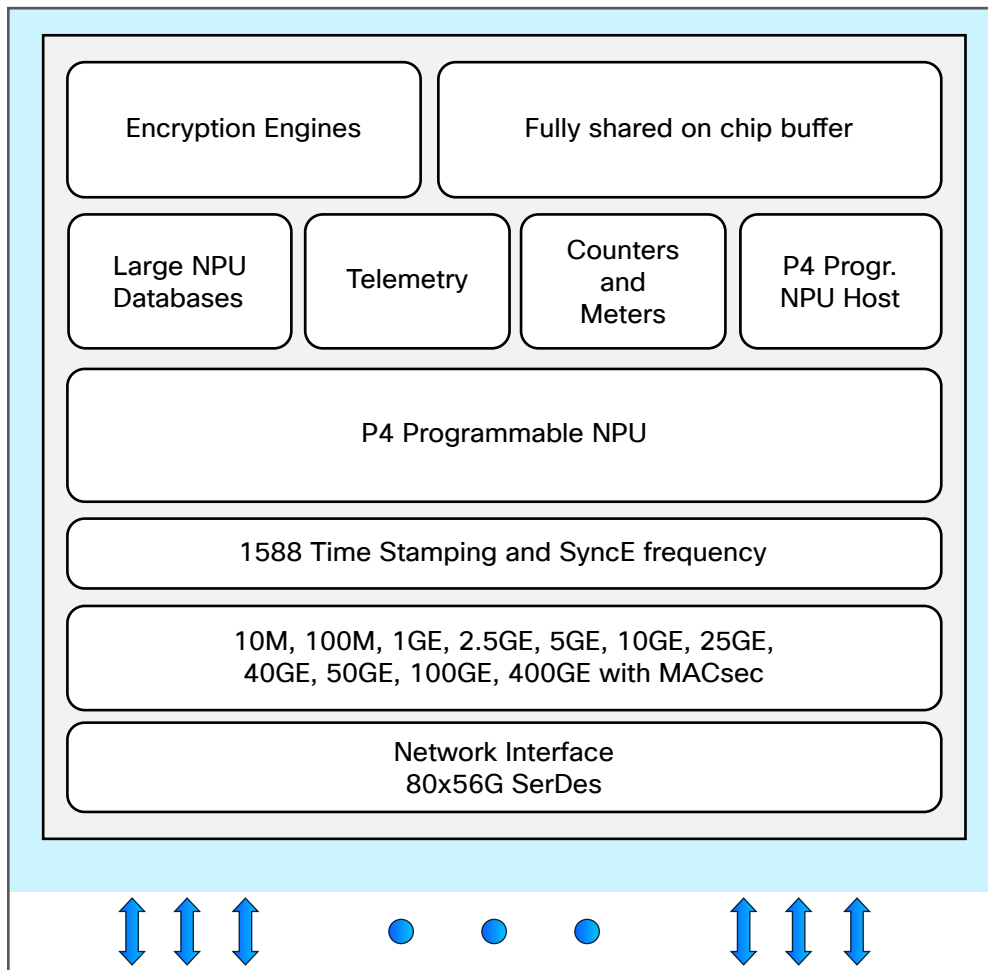 Encryption Engines
Fully shared on chip buffer
Large NPU
Databases
Telemetry
Counters
and
Meters
P4 Progr.
NPU Host
P4 Programmable NPU
1588 Time Stamping and SyncE frequency
10M, 100M, 1GE, 2.5GE, 5GE, 10GE, 25GE,
40GE, 50GE, 100GE, 400GE with MACsec
Network Interface
80x56G SerDes